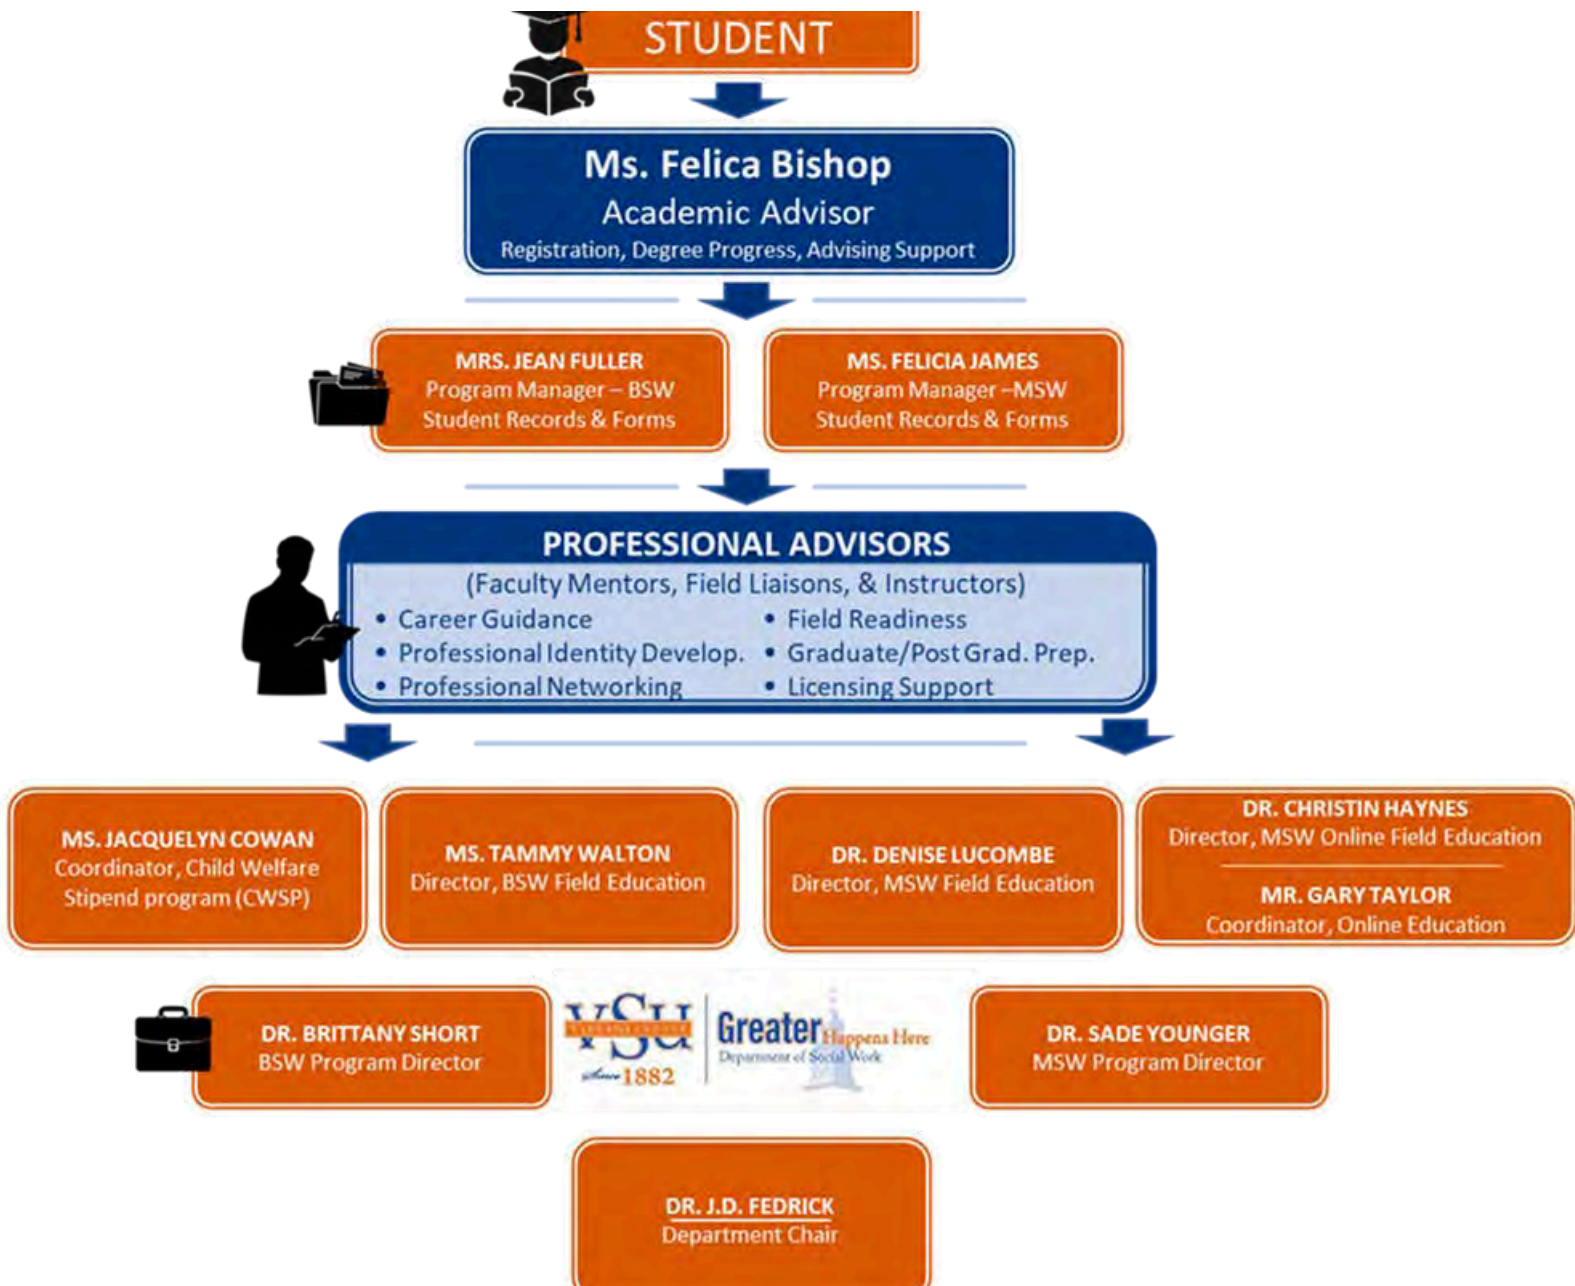 STUDENT
Ms. Felica Bishop
Academic Advisor
Registration, Degree Progress, Advising Support
MRS. JEAN FULLER
Program Manager – BSW
Student Records & Forms
MS. FELICIA JAMES
Program Manager –MSW
Student Records & Forms
PROFESSIONAL ADVISORS
(Faculty Mentors, Field Liaisons, & Instructors)
• Career Guidance
• Professional Identity Develop.
• Professional Networking
• Field Readiness
• Graduate/Post Grad. Prep.
• Licensing Support
MS. JACQUELYN COWAN
Coordinator, Child Welfare
Stipend program (CWSP)
MS. TAMMY WALTON
Director, BSW Field Education
DR. DENISE LUCOMBE
Director, MSW Field Education
DR. CHRISTIN HAYNES
Director, MSW Online Field Education
MR. GARY TAYLOR
Coordinator, Online Education
DR. BRITTANY SHORT
BSW Program Director
VSU
Since 1882
Greater Happens Here
Department of Social Work
DR. SADE YOUNGER
MSW Program Director
DR. J.D. FEDRICK
Department Chair